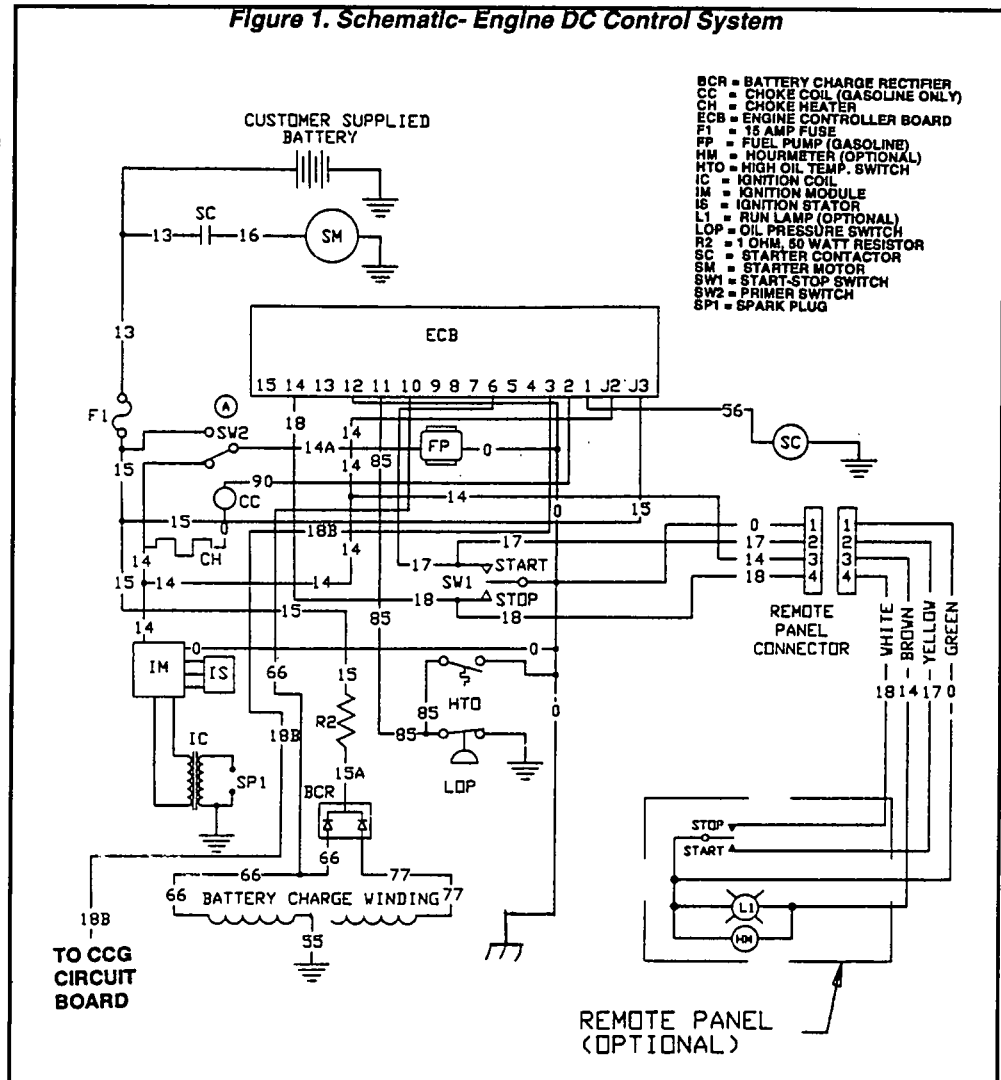 Figure 1. Schematic- Engine DC Control System
BCR = BATTERY CHARGE RECTIFIER
CC = CHOKE COIL (GASOLINE ONLY)
CH = CHOKE HEATER
ECB = ENGINE CONTROLLER BOARD
F1 = 15 AMP FUSE
FP = FUEL PUMP (GASOLINE)
HM = HOURMETER (OPTIONAL)
HTO = HIGH OIL TEMP. SWITCH
IC = IGNITION COIL
IM = IGNITION MODULE
IS = IGNITION STATOR
L1 = RUN LAMP (OPTIONAL)
LOP = OIL PRESSURE SWITCH
R2 = 1 OHM, 50 WATT RESISTOR
SC = STARTER CONTACTOR
SM = STARTER MOTOR
SW1 = START-STOP SWITCH
SW2 = PRIMER SWITCH
SP1 = SPARK PLUG
CUSTOMER SUPPLIED
BATTERY
SC
13 16 SM
13
ECB
15 14 13 12 11 10 9 8 7 6 5 4 3 2 1 J2 J3
F1 A
SW2
18 14 14A 85 FP 0
56 SC
15
14
90
CC
14
15 0 18B 0 15
CH
14
14
17 17 START
SW1
15 14 14
18 STOP
18
0 1 1
17 2 2
14 3 3
18 4 4
REMOTE
PANEL
CONNECTOR
WHITE
BROWN
YELLOW
GREEN
18 14 17 0
15
85
14
0 0
IM IS
66
15
HTO
R2
85
85
0
18B
IC
SP1
15A
LOP
BCR
66
66 77
66 BATTERY CHARGE WINDING 77
55
18B
TO CCG
CIRCUIT
BOARD
STOP
START
L1
HM
REMOTE PANEL
(OPTIONAL)